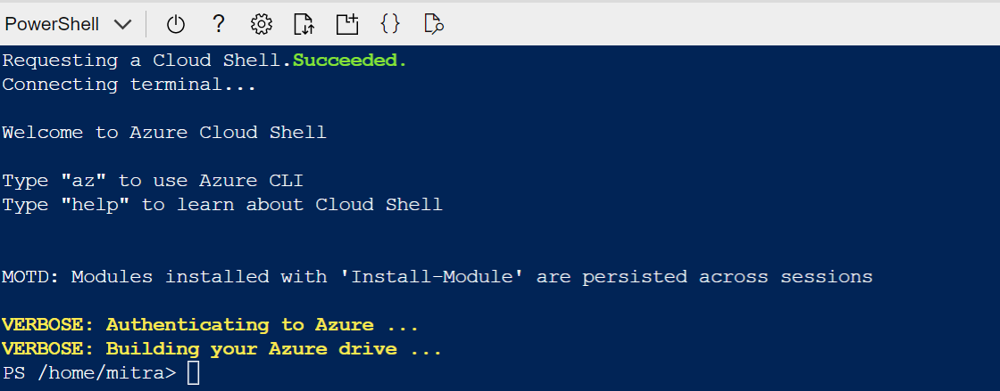 PowerShell
Requesting a Cloud Shell.Succeeded.
Connecting terminal...
Welcome to Azure Cloud Shell
Type "az" to use Azure CLI
Type "help" to learn about Cloud Shell
MOTD: Modules installed with 'Install-Module' are persisted across sessions
VERBOSE: Authenticating to Azure ...
VERBOSE: Building your Azure drive ...
PS /home/mitra>